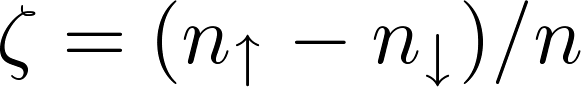 ζ = (n↑ − n↓)/n